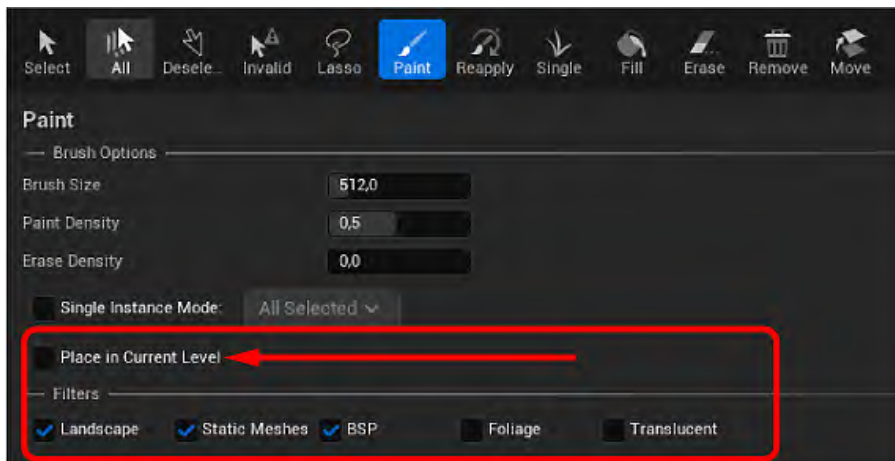 Select All Desele... Invalid Lasso Paint Reapply Single Fill Erase Remove Move
Paint
Brush Options
Brush Size 512,0
Paint Density 0,5
Erase Density 0,0
Single Instance Mode: All Selected
Place in Current Level
Filters
Landscape Static Meshes BSP Foliage Translucent